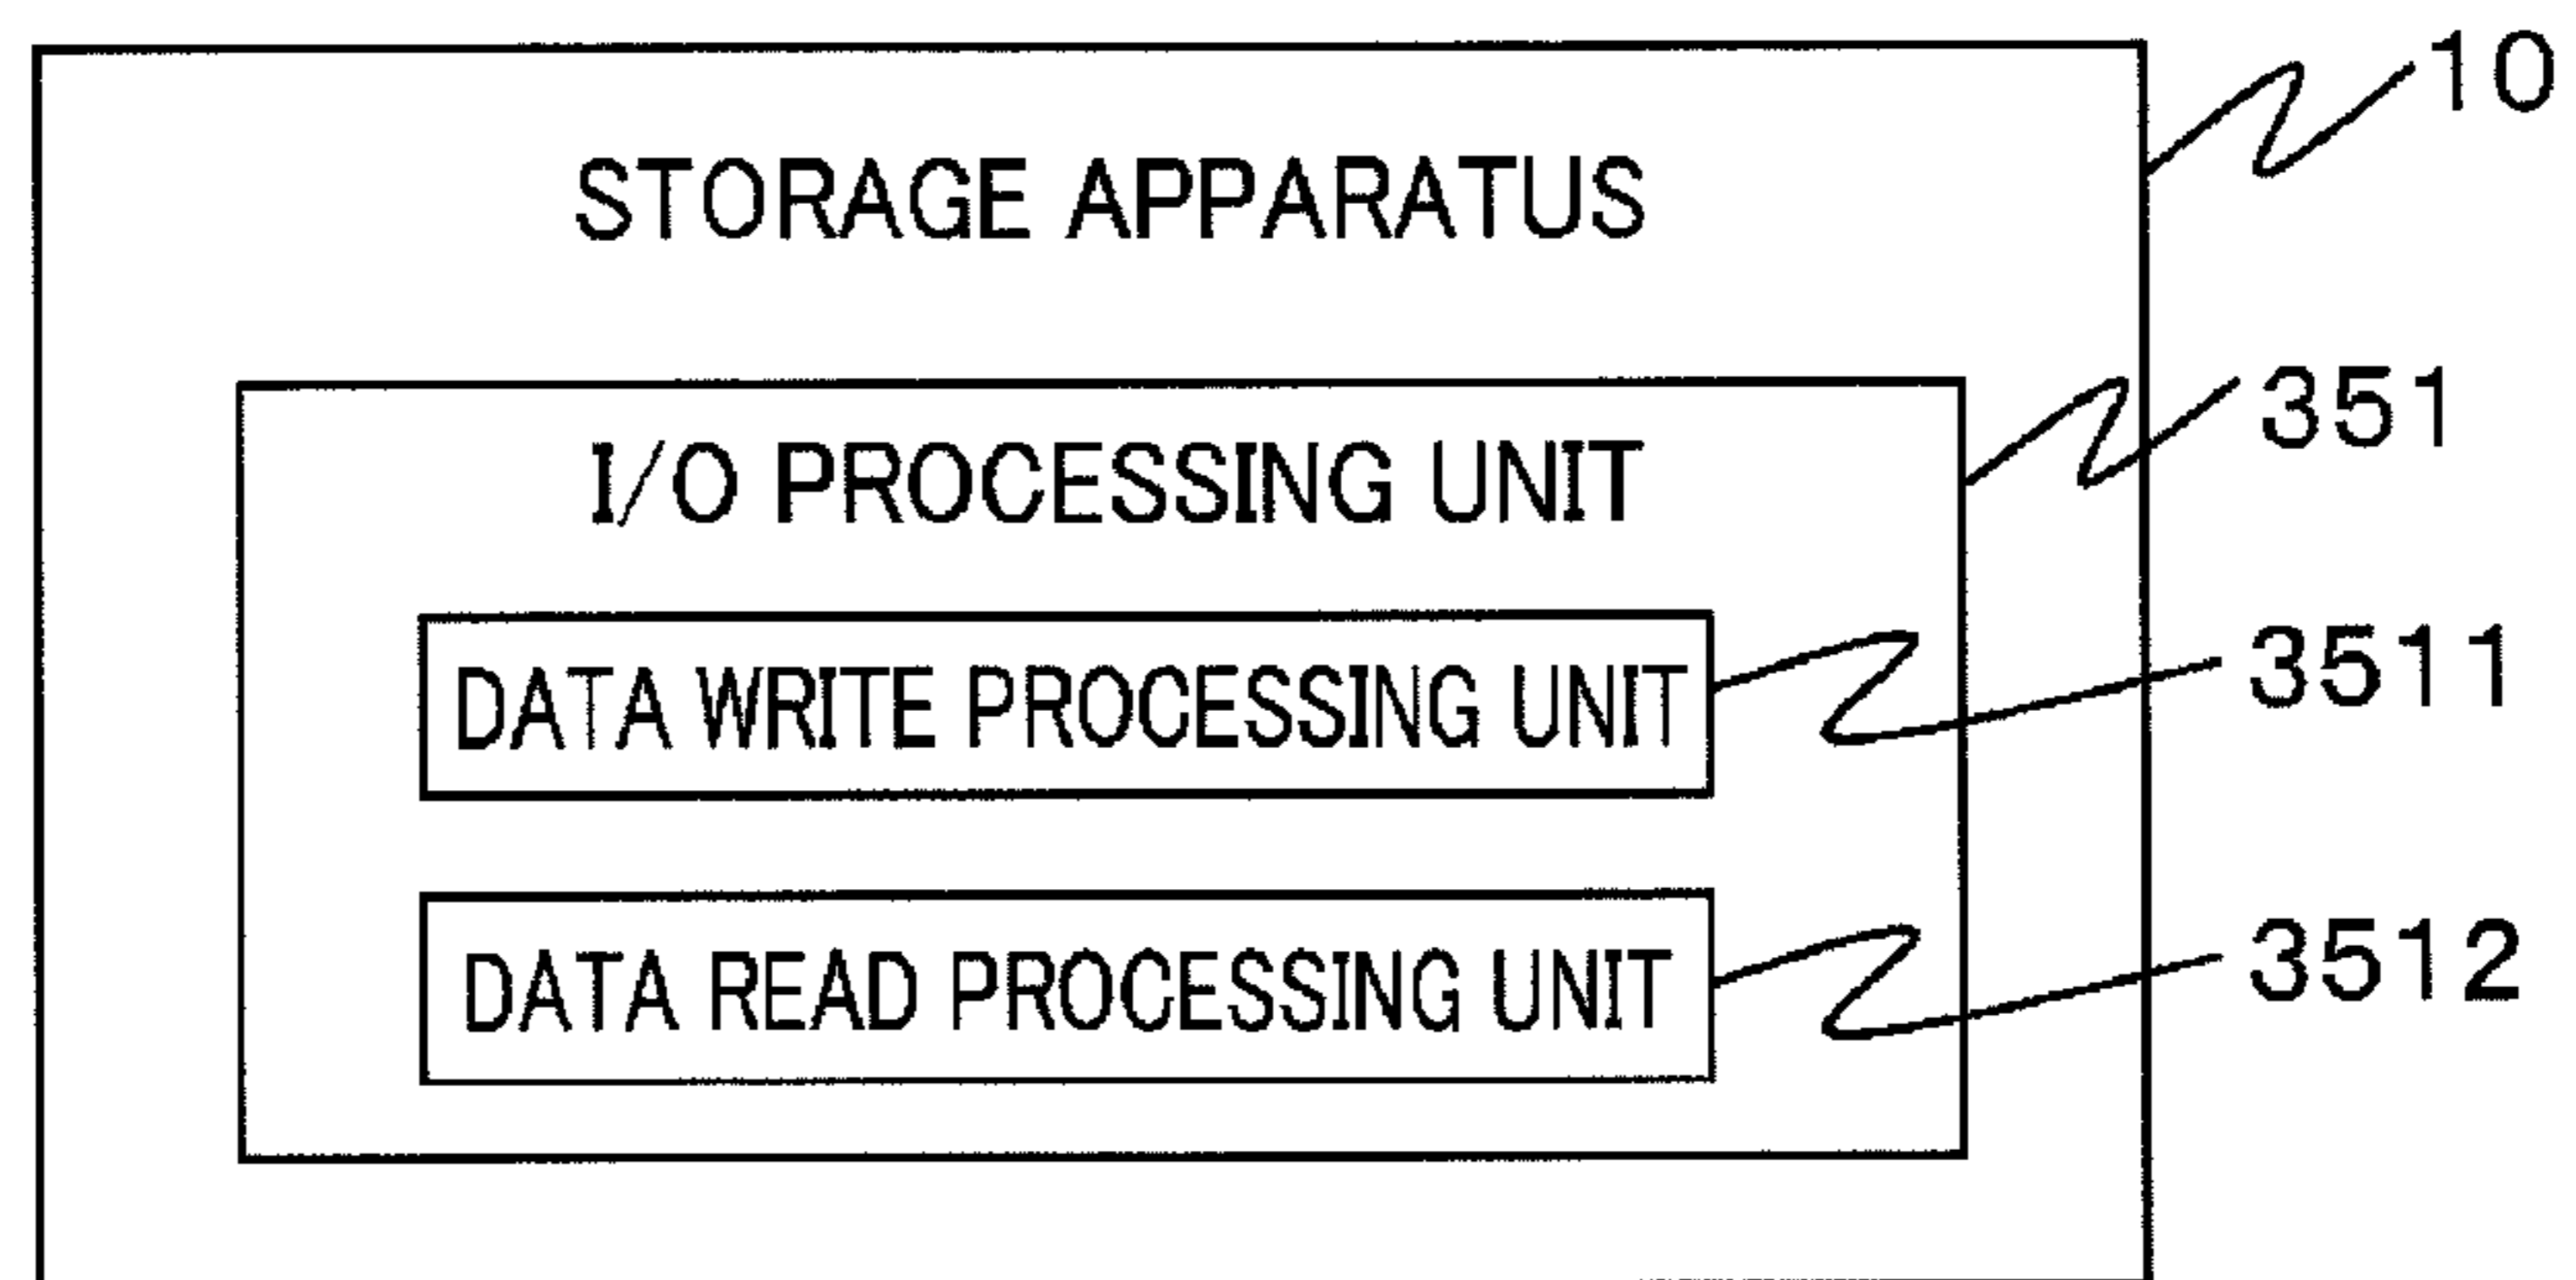 10
STORAGE APPARATUS
351
I/O PROCESSING UNIT
DATA WRITE PROCESSING UNIT
3511
DATA READ PROCESSING UNIT
3512